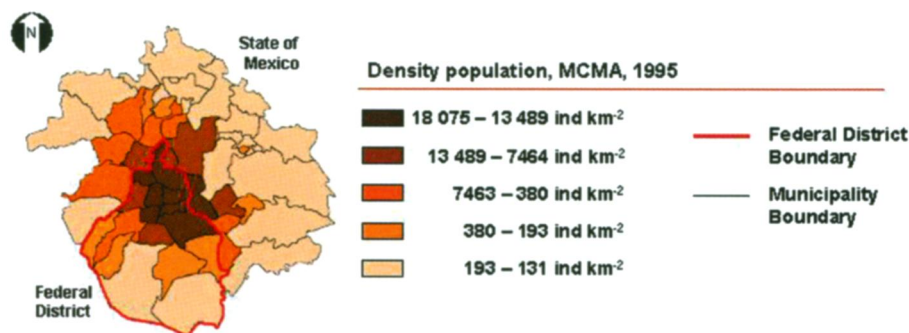 N
State of
Mexico
Federal
District
Density population, MCMA, 1995
18 075 – 13 489 ind km-2
13 489 – 7464 ind km-2
7463 – 380 ind km-2
380 – 193 ind km-2
193 – 131 ind km-2
Federal District
Boundary
Municipality
Boundary